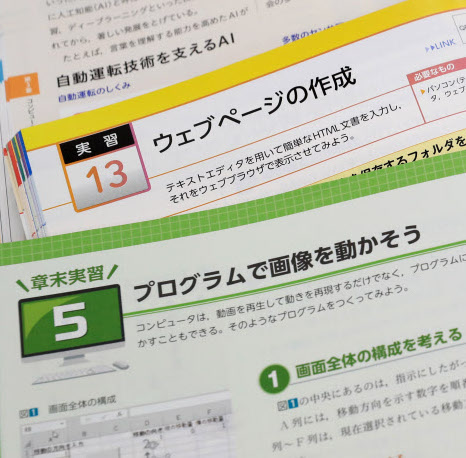 に人工知能(AI)と
習，ディープラーニングといった
れてから，著しい発展をとげている。
たとえば，言葉を理解する能力を高めたAIが
自動運転技術を支えるAI
自動運転のしくみ
多数のセン
LINK
実習
13
ウェブページの作成
必要なもの
パソコン(テ
タ，ウェブ
テキストエディタを用いて簡単なHTML文書を入力し，
それをウェブブラウザで表示させてみよう。
保存するフォルダを
章末実習
5
プログラムで画像を動かそう
コンピュータは，動画を再生して動きを再現するだけでなく，プログラムに
かすこともできる。そのようなプログラムをつくってみよう。
1 画面全体の構成を考える
図1 画面全体の構成
図1の中央にあるのは，指示にしたがっ
A列には，移動方向を示す数字を順
列〜F列は，現在選択されている移動